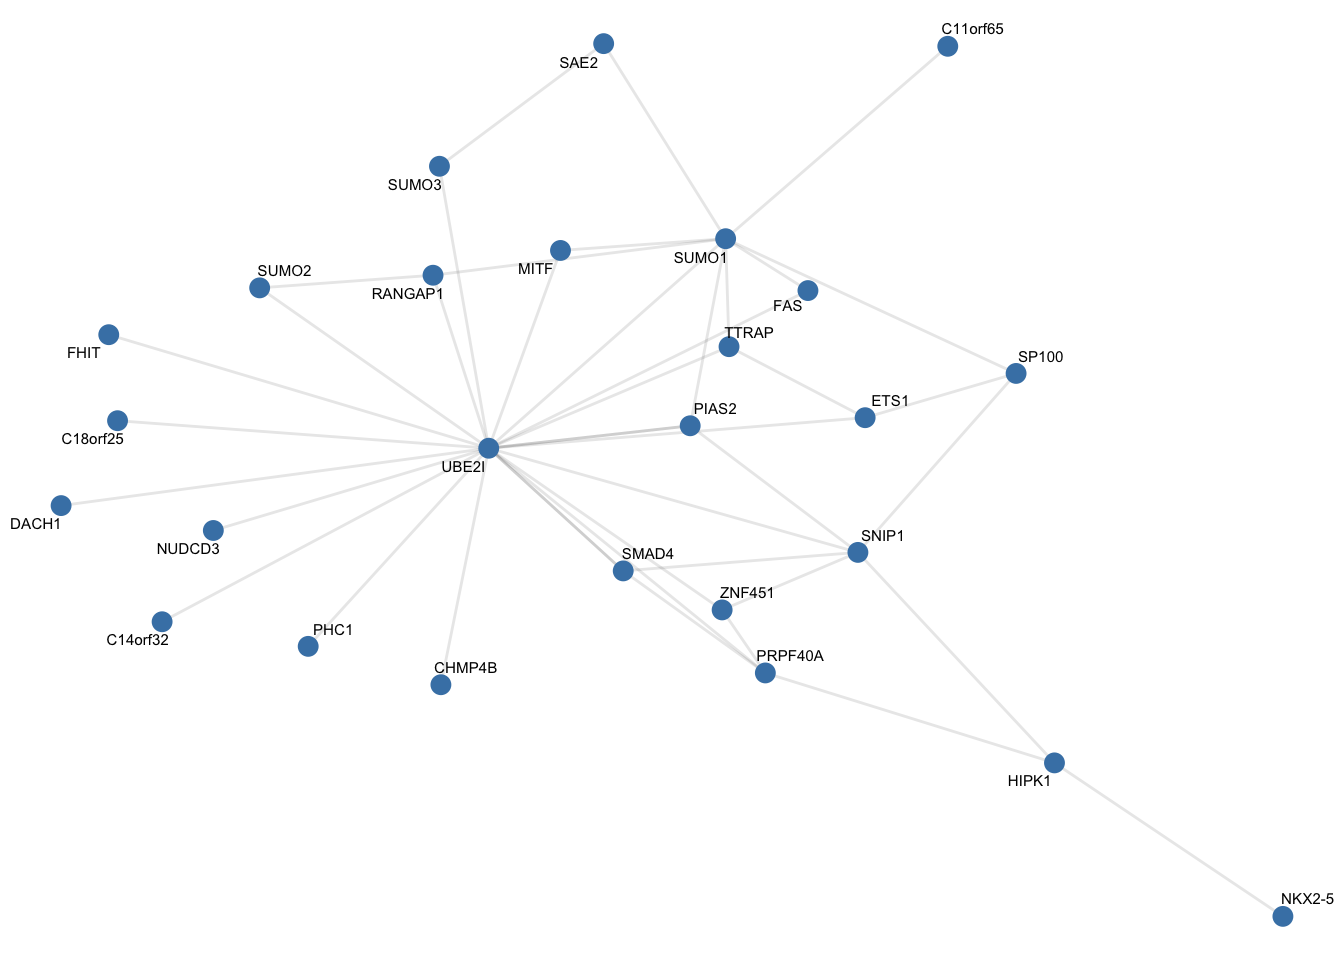 C11orf65
SAE2
SUMO3
SUMO1
MITF
SUMO2
RANGAP1
FAS
TTRAP
FHIT
SP100
ETS1
PIAS2
C18orf25
UBE2I
DACH1
NUDCD3
SNIP1
SMAD4
ZNF451
PHC1
C14orf32
PRPF40A
CHMP4B
HIPK1
NKX2-5